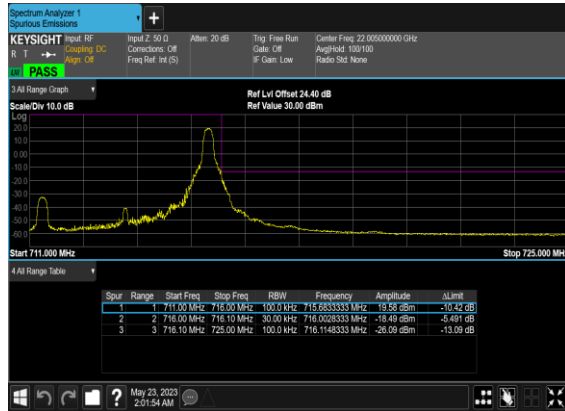 Spectrum Analyzer 1
Spurious Emissions
KEYSIGHT Input: RF Input Z: 50 Ω Atten: 20 dB Trig: Free Run Center Freq: 22.005000000 GHz
R T Coupling: DC Corrections: Off Gate: Off Avg|Hold: 100/100
Align: Off Freq Ref: Int (S) IF Gain: Low Radio Std: None
PASS
3 All Range Graph
Ref Lvl Offset 24.40 dB
Scale/Div 10.0 dB Ref Value 30.00 dBm
Log
20.0
10.0
0.00
-10.0
-20.0
-30.0
-40.0
-50.0
-60.0
Start 711.000 MHz Stop 725.000 MH
4 All Range Table
Spur Range Start Freq Stop Freq RBW Frequency Amplitude ΔLimit
1 1 711.00 MHz 716.00 MHz 100.0 kHz 715.6833333 MHz 19.58 dBm -10.42 dB
2 2 716.00 MHz 716.10 MHz 30.00 kHz 716.0028333 MHz -18.49 dBm -5.491 dB
3 3 716.10 MHz 725.00 MHz 100.0 kHz 716.1148333 MHz -26.09 dBm -13.09 dB
? May 23, 2023
2:01:54 AM